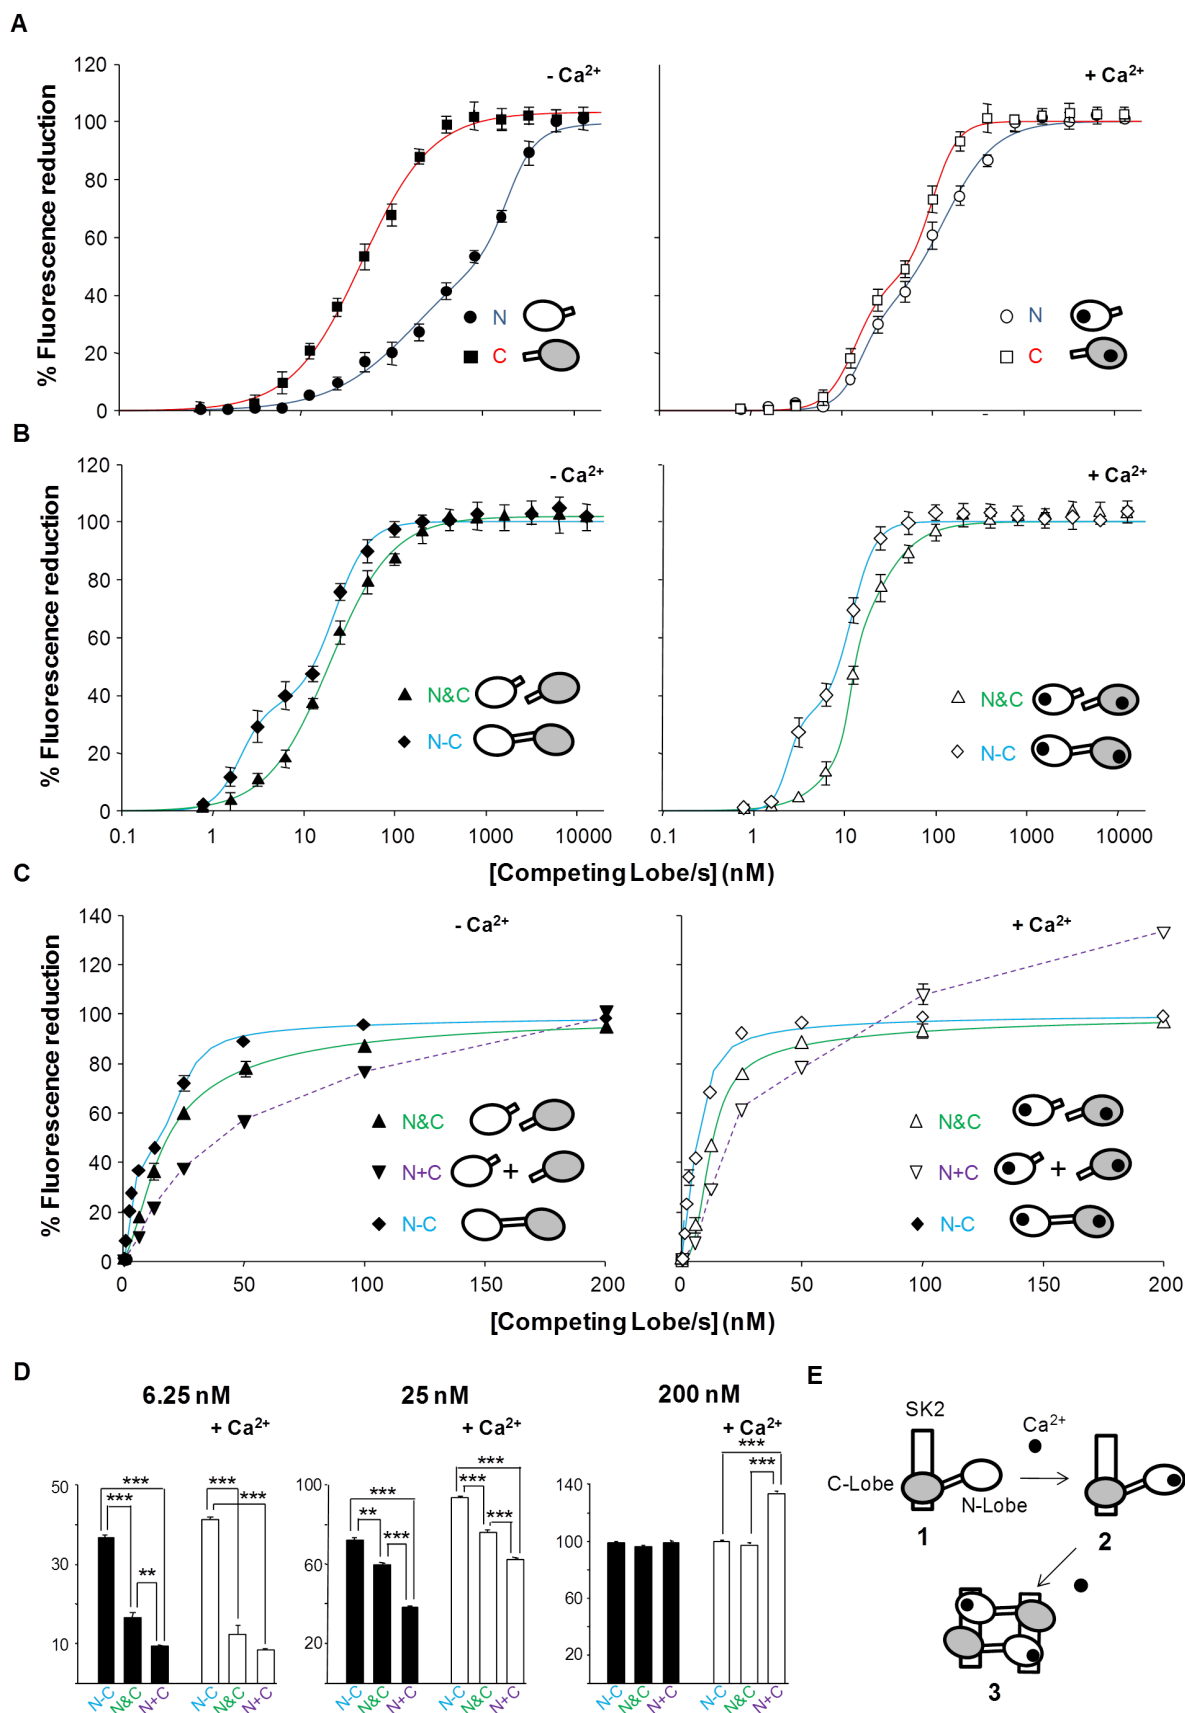 A
- Ca2+
+ Ca2+
% Fluorescence reduction
120
100
80
60
40
20
0
N
C
N
C
B
- Ca2+
+ Ca2+
% Fluorescence reduction
120
100
80
60
40
20
0
N&C
N-C
N&C
N-C
0.1 1 10 100 1000 10000
0.1 1 10 100 1000 10000
[Competing Lobe/s] (nM)
C
- Ca2+
+ Ca2+
% Fluorescence reduction
140
120
100
80
60
40
20
0
N&C
N+C +
N-C
N&C
N+C +
N-C
0 50 100 150 200
0 50 100 150 200
[Competing Lobe/s] (nM)
D
6.25 nM
+ Ca2+
50
30
10
***
***
**
***
***
N-C N&C N+C N-C N&C N+C
25 nM
+ Ca2+
100
60
20
***
**
***
***
***
***
N-C N&C N+C N-C N&C N+C
200 nM
+ Ca2+
140
100
60
20
***
***
N-C N&C N+C N-C N&C N+C
E
SK2
Ca2+
C-Lobe
N-Lobe
1
2
3